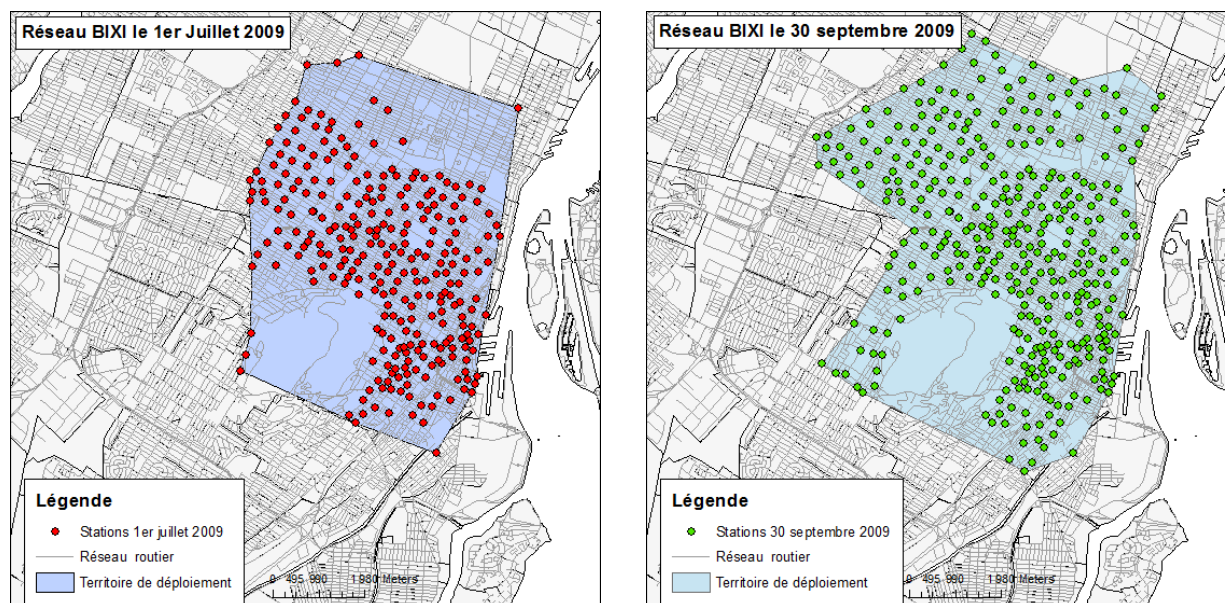 Réseau BIXI le 1er Juillet 2009
Légende
Stations 1er juillet 2009
Réseau routier
Territoire de déploiement
0 495 990 1 980 Meters
Réseau BIXI le 30 septembre 2009
Légende
Stations 30 septembre 2009
Réseau routier
Territoire de déploiement
0 495 990 1 980 Meters